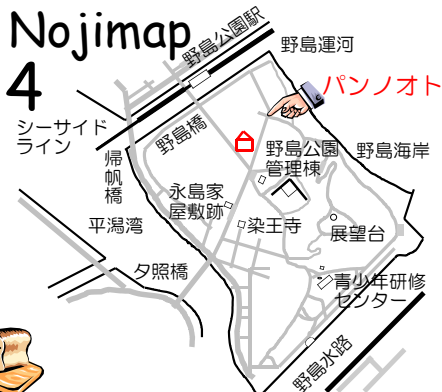 Nojimap
4
野島公園駅
野島運河
パンノオト
シーサイド
ライン
野島橋
帰帆橋
野島公園
管理棟
野島海岸
永島家
屋敷跡
平潟湾
染王寺
展望台
夕照橋
青少年研修
センター
野島水路